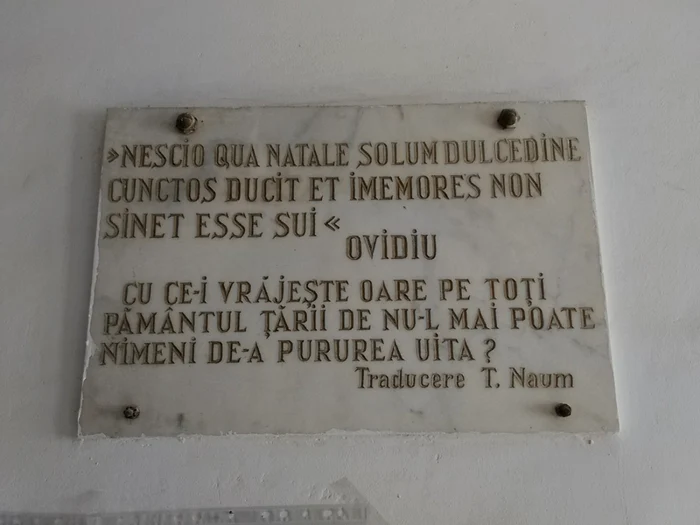 »NESCIO QUA NATALE SOLUM DULCEDINE
CUNCTOS DUCIT ET IMEMORES NON
SINET ESSE SUI «
OVIDIU
CU CE-I VRĂJEȘTE OARE PE TOȚI
PĂMÂNTUL ȚĂRII DE NU-L MAI POATE
NIMENI DE-A PURUREA UITA ?
Traducere T. Naum